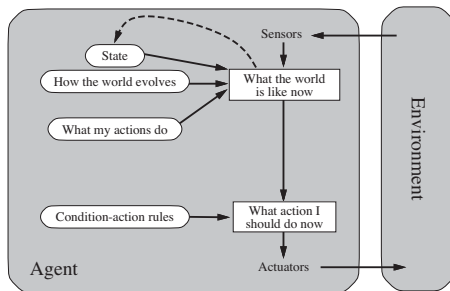 Sensors
State
How the world evolves
What the world
is like now
What my actions do
Environment
Condition-action rules
What action I
should do now
Agent
Actuators